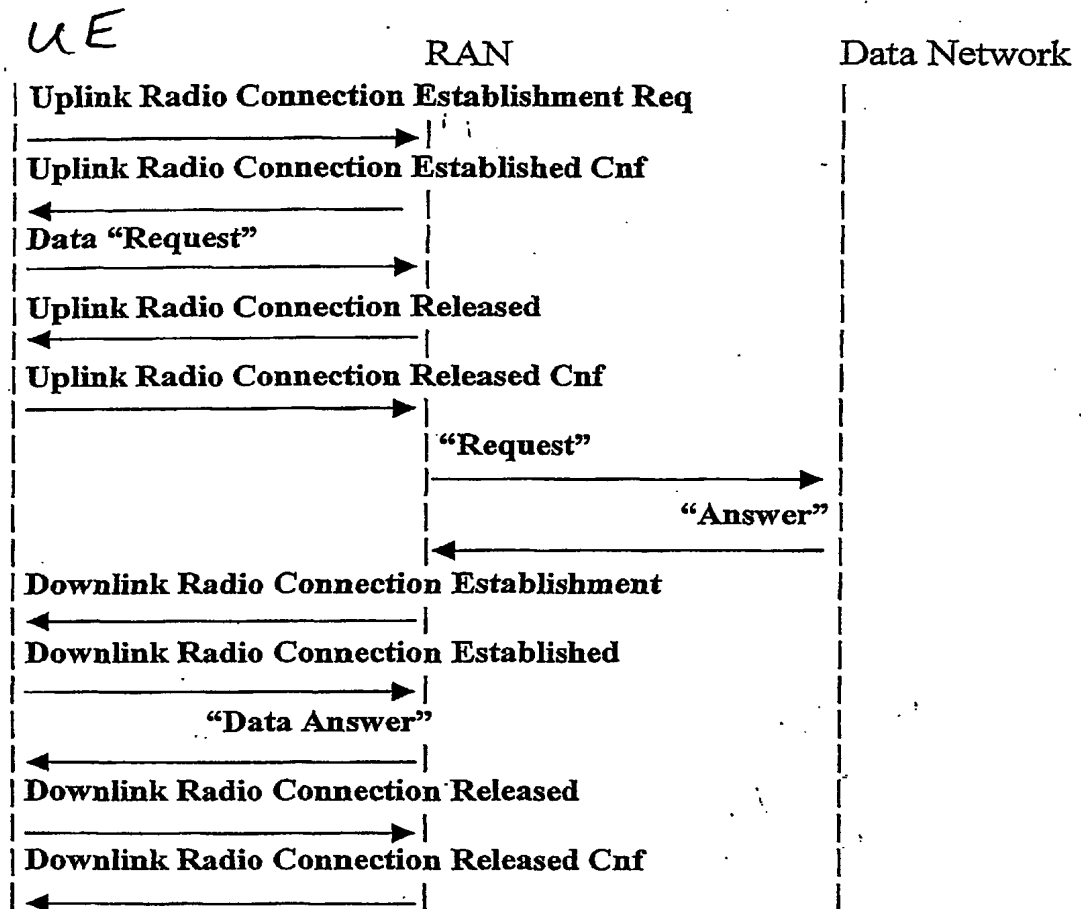 UE
RAN
Data Network
Uplink Radio Connection Establishment Req
Uplink Radio Connection Established Cnf
Data “Request”
Uplink Radio Connection Released
Uplink Radio Connection Released Cnf
“Request”
“Answer”
Downlink Radio Connection Establishment
Downlink Radio Connection Established
“Data Answer”
Downlink Radio Connection Released
Downlink Radio Connection Released Cnf